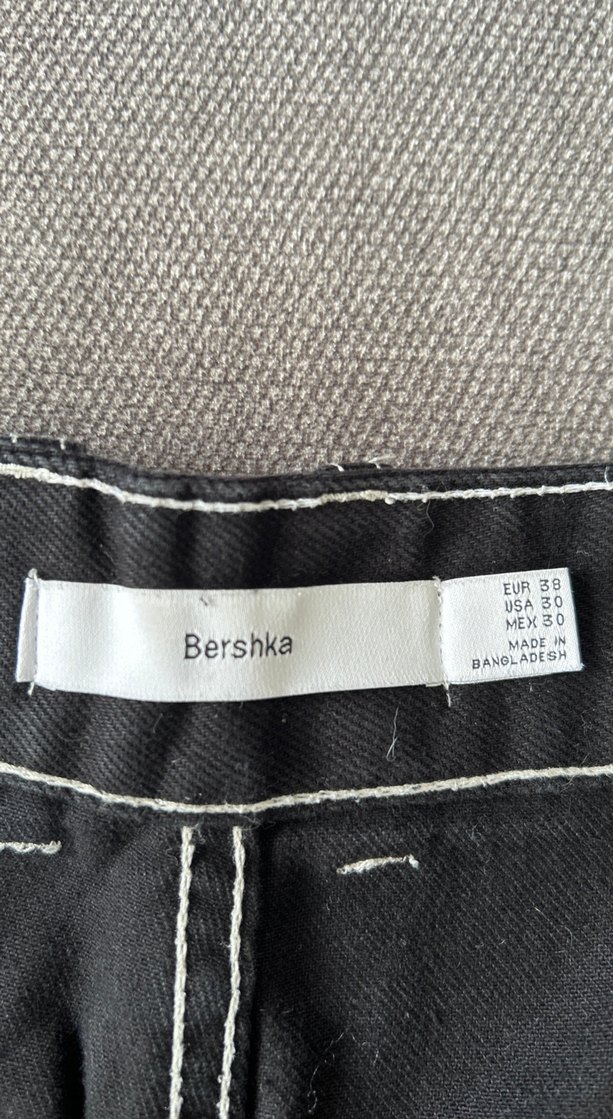 Bershka
EUR 38
USA 30
MEX 30
MADE IN
BANGLADESH